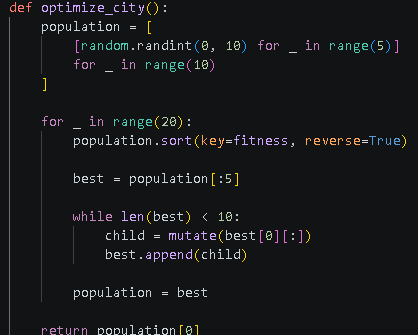 def optimize_city():
    population = [
        [random.randint(0, 10) for _ in range(5)]
        for _ in range(10)
    ]

    for _ in range(20):
        population.sort(key=fitness, reverse=True)

        best = population[:5]

        while len(best) < 10:
            child = mutate(best[0][:])
            best.append(child)

        population = best

    return population[0]